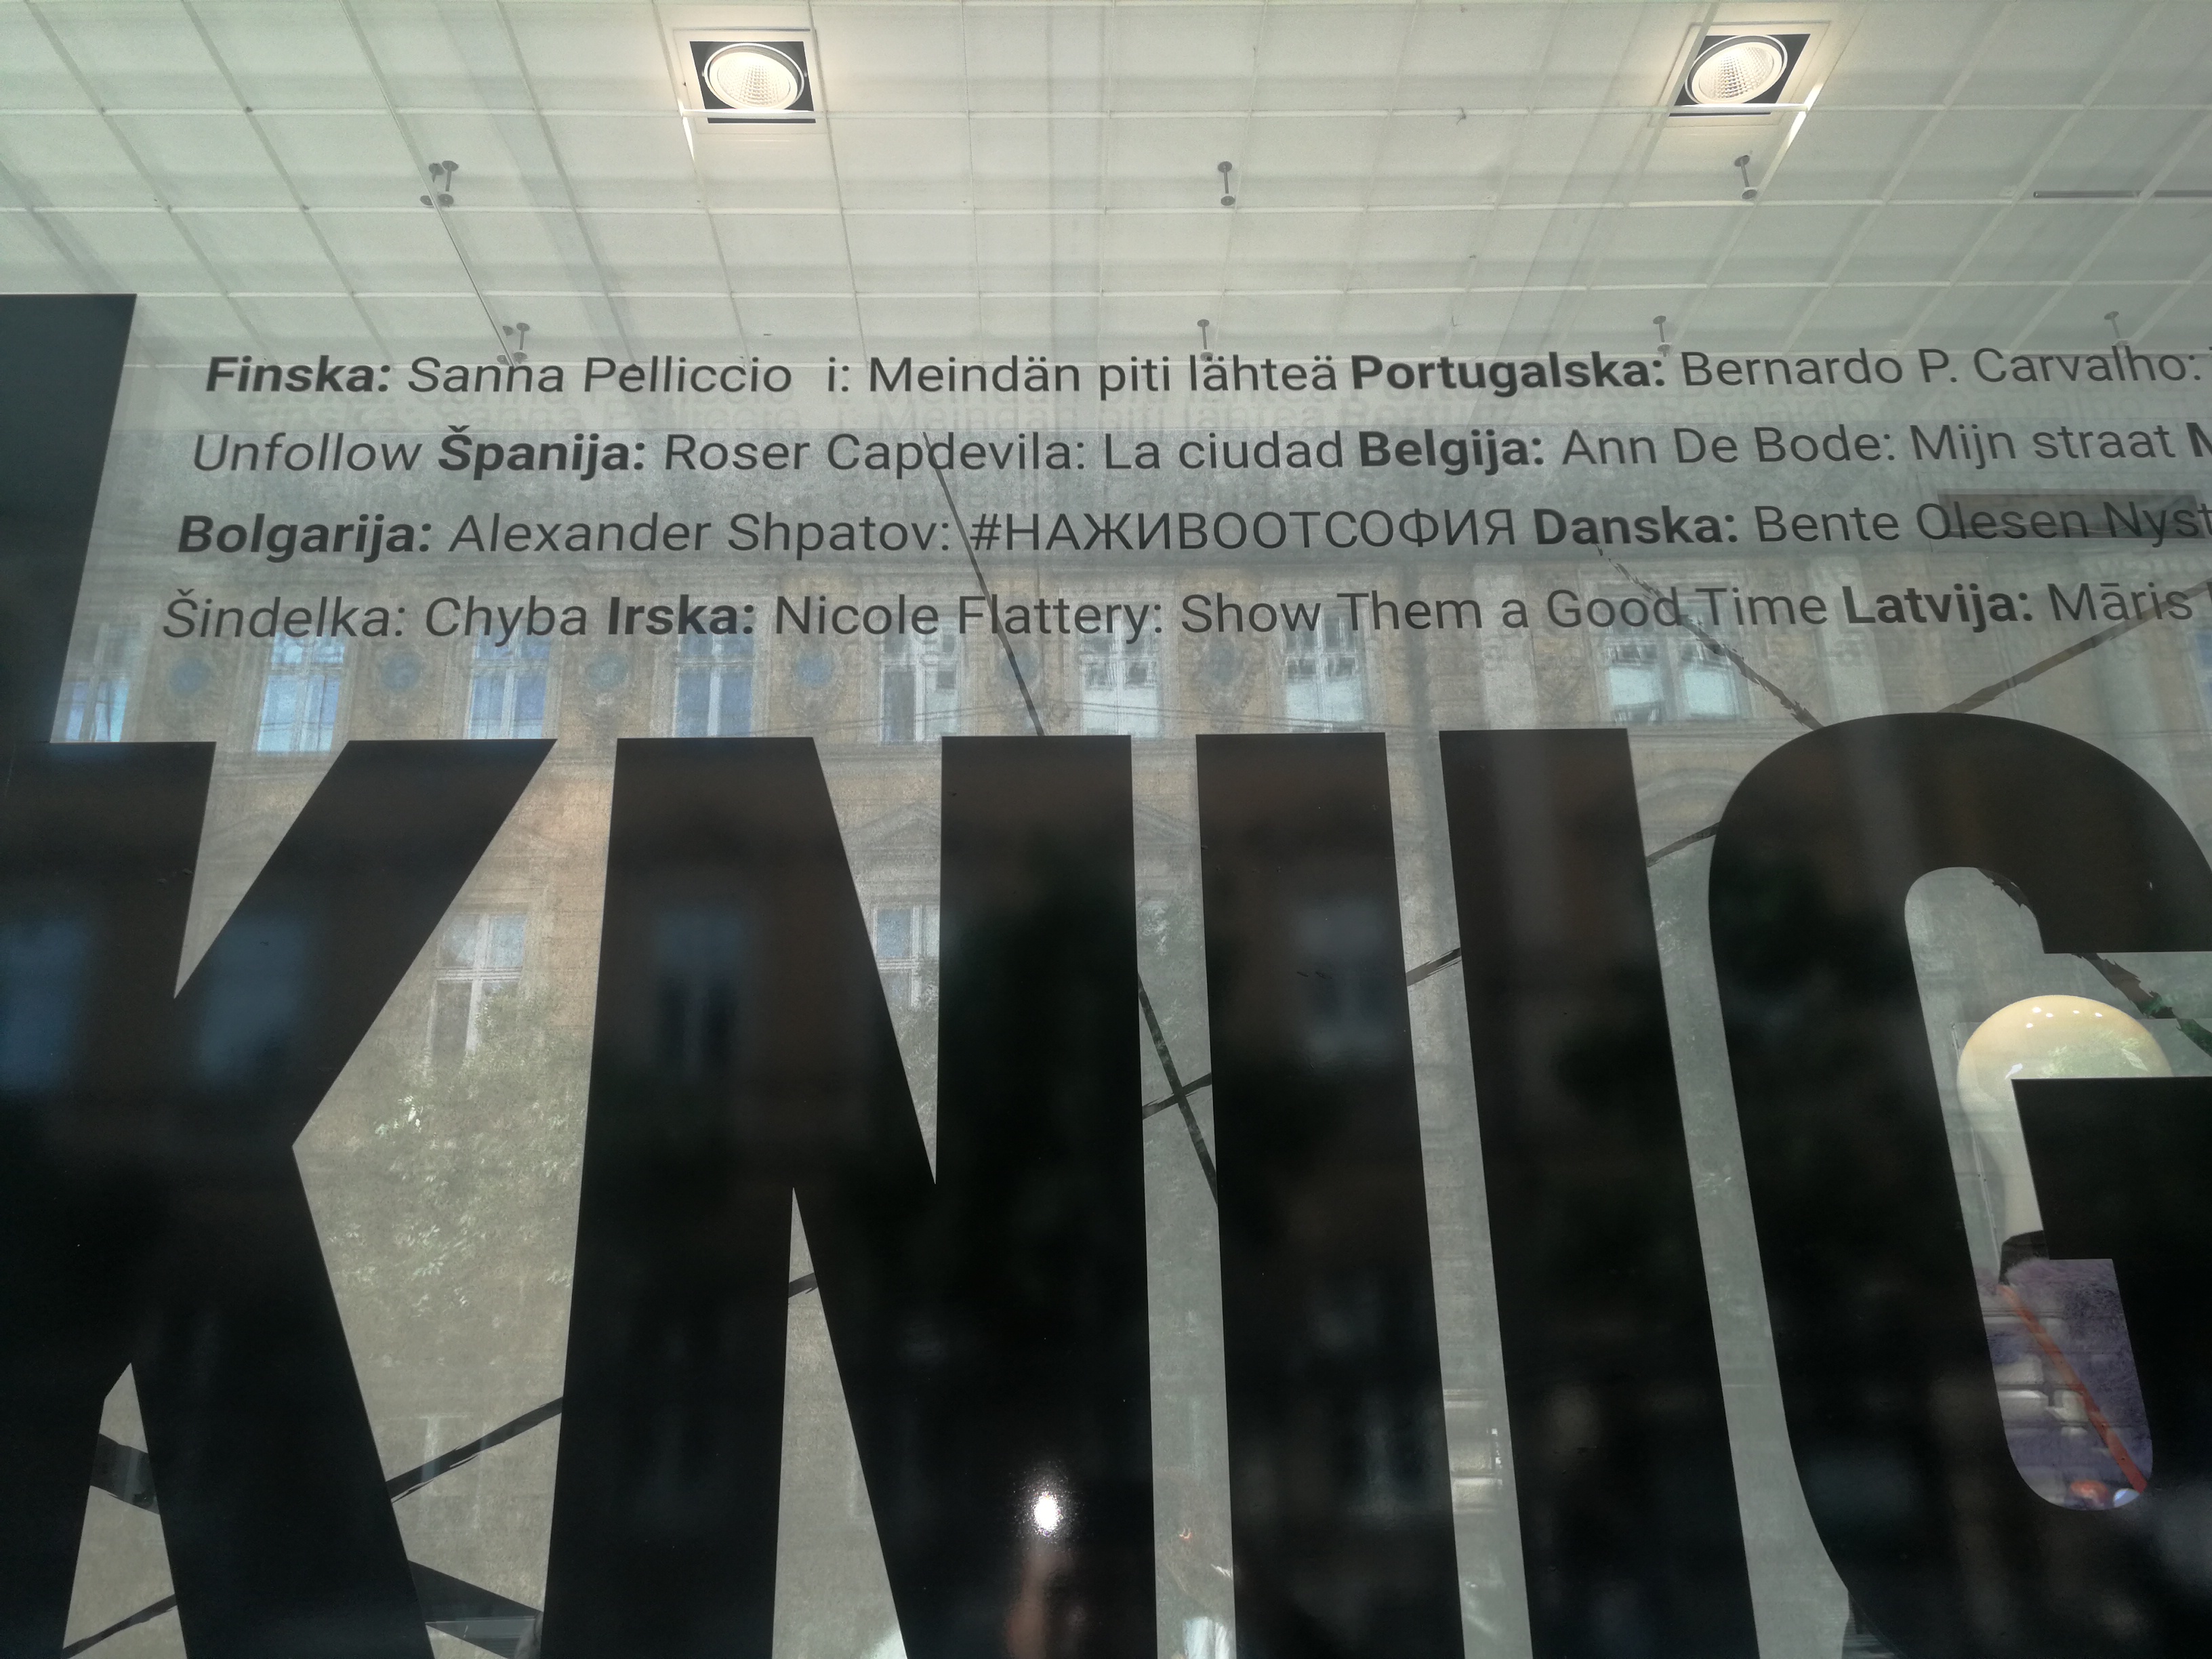 Finska: Sanna Pelliccio i: Meindän piti lähteä Portugalska: Bernardo P. Carvalho:
Unfollow Španija: Roser Capdevila: La ciudad Belgija: Ann De Bode: Mijn straat
Bolgarija: Alexander Shpatov: #НАЖИВООТСОФИЯ Danska: Bente Olesen Nyst
Šindelka: Chyba Irska: Nicole Flattery: Show Them a Good Time Latvija: Māris
KNJIG